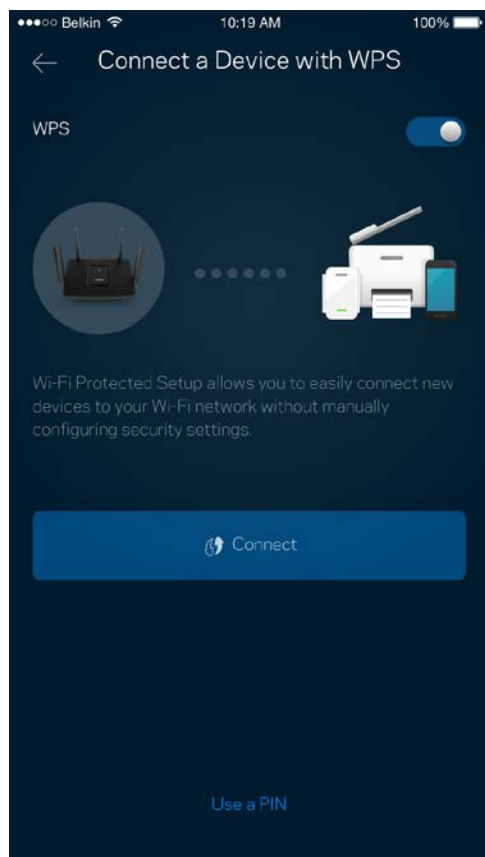 Belkin 10:19 AM 100%
Connect a Device with WPS
WPS
Wi-Fi Protected Setup allows you to easily connect new
devices to your Wi-Fi network without manually
configuring security settings.
Connect
Use a PIN